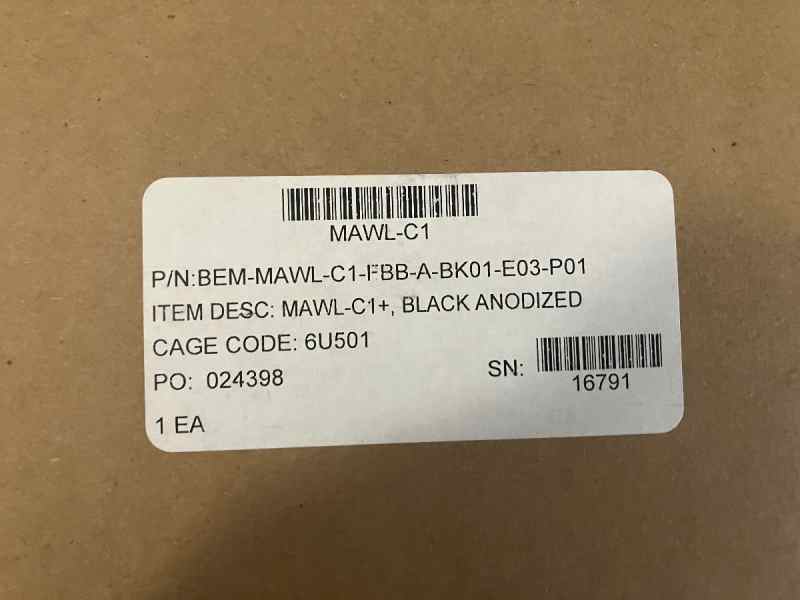 MAWL-C1
P/N:BEM-MAWL-C1-FBB-A-BK01-E03-P01
ITEM DESC: MAWL-C1+, BLACK ANODIZED
CAGE CODE: 6U501
PO: 024398
SN:
16791
1 EA